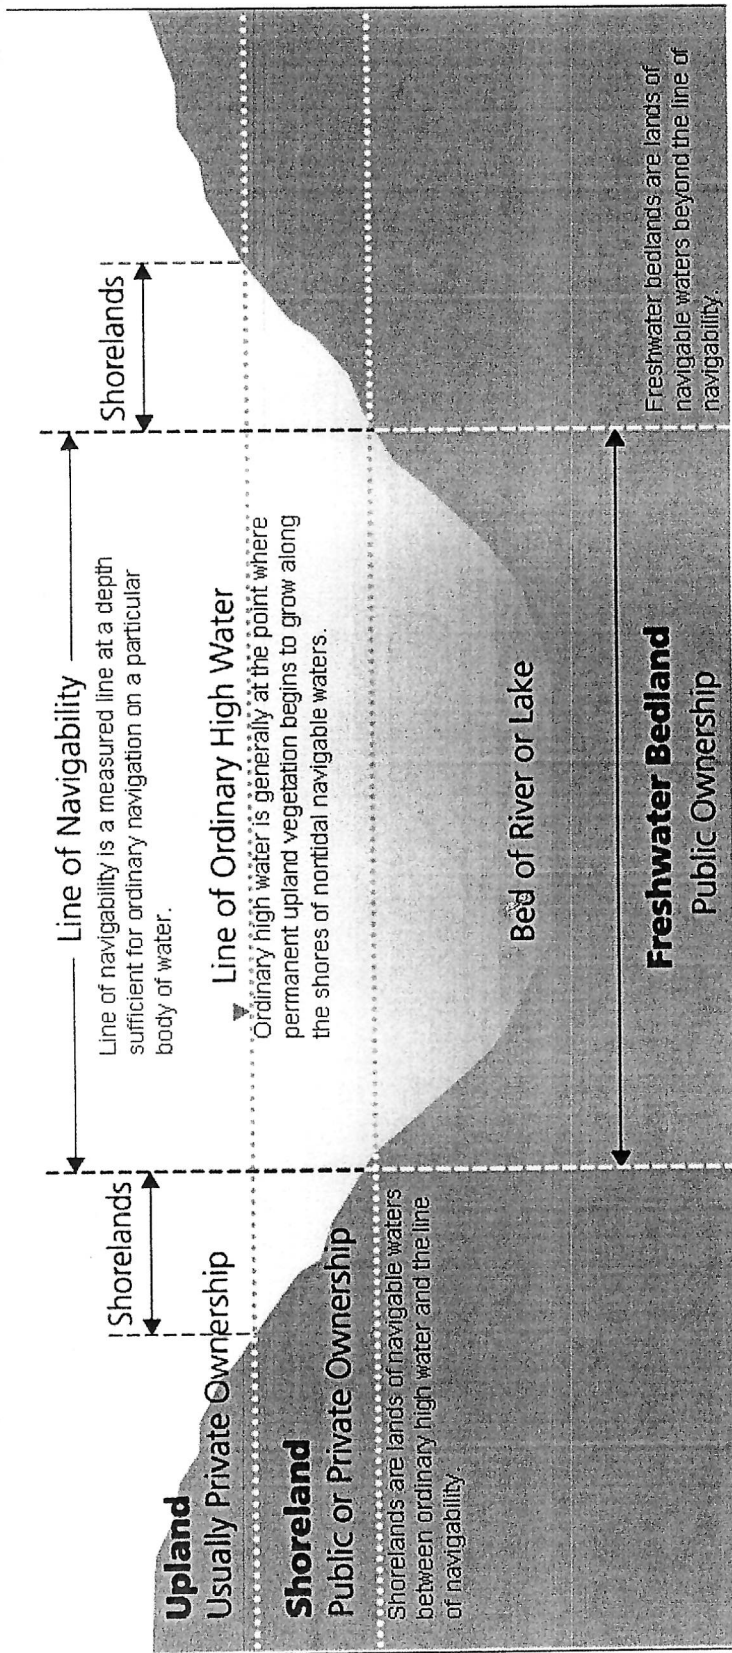 Line of Navigability
Line of navigability is a measured line at a depth
sufficient for ordinary navigation on a particular
body of water.
Shorelands
Shorelands
Line of Ordinary High Water
Ordinary high water is generally at the point where
permanent upland vegetation begins to grow along
the shores of nontidal navigable waters.
Upland
Usually Private Ownership
Shoreland
Public or Private Ownership
Shorelands are lands of navigable waters
between ordinary high water and the line
of navigability.
Bed of River or Lake
Freshwater Bedland
Public Ownership
Freshwater bedlands are lands of
navigable waters beyond the line of
navigability.